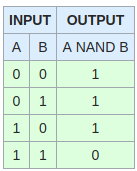 INPUT OUTPUT
A B A NAND B
0 0 1
0 1 1
1 0 1
1 1 0